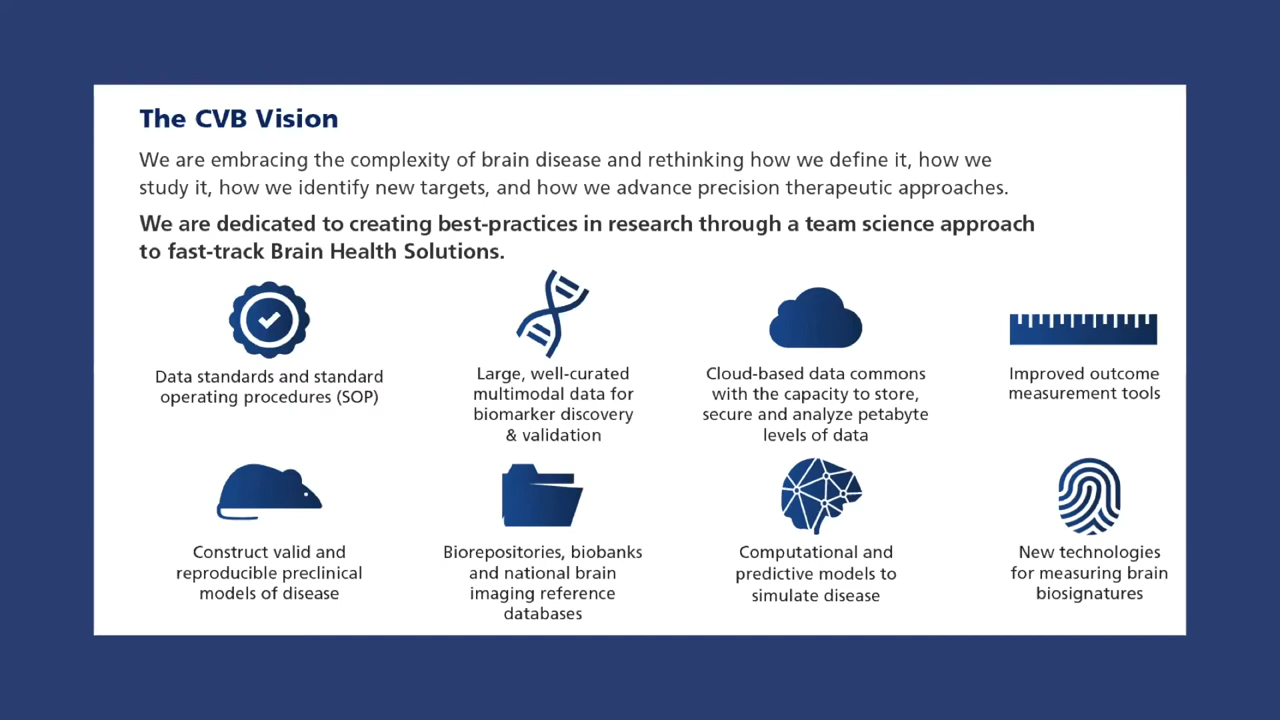 The CVB Vision
We are embracing the complexity of brain disease and rethinking how we define it, how we
study it, how we identify new targets, and how we advance precision therapeutic approaches.
We are dedicated to creating best-practices in research through a team science approach
to fast-track Brain Health Solutions.
Data standards and standard
operating procedures (SOP)
Large, well-curated
multimodal data for
biomarker discovery
& validation
Cloud-based data commons
with the capacity to store,
secure and analyze petabyte
levels of data
Improved outcome
measurement tools
Construct valid and
reproducible preclinical
models of disease
Biorepositories, biobanks
and national brain
imaging reference
databases
Computational and
predictive models to
simulate disease
New technologies
for measuring brain
biosignatures